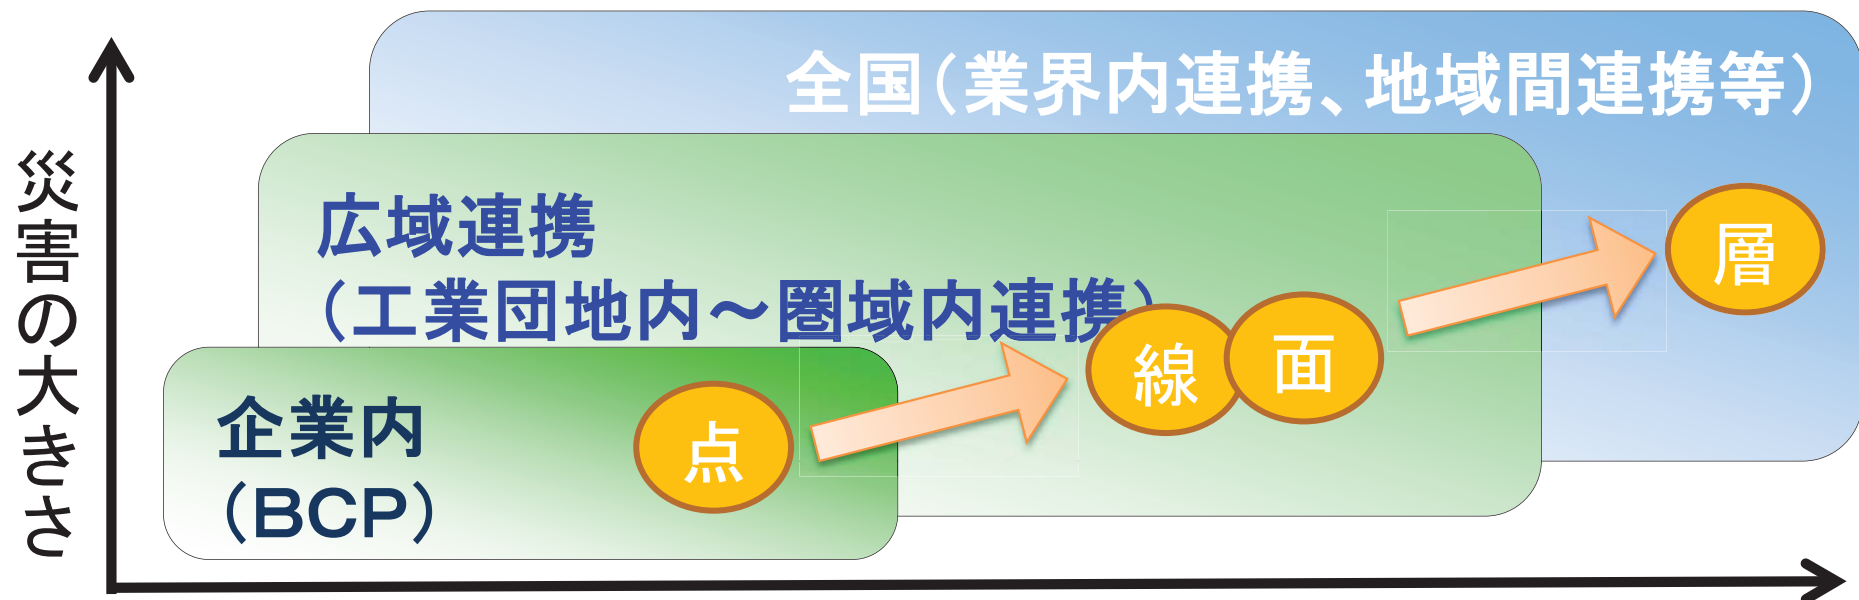 全国（業界内連携、地域間連携等）
広域連携
（工業団地内～圏域内連携）
企業内
（BCP）
点
線
面
層
災害の大きさ